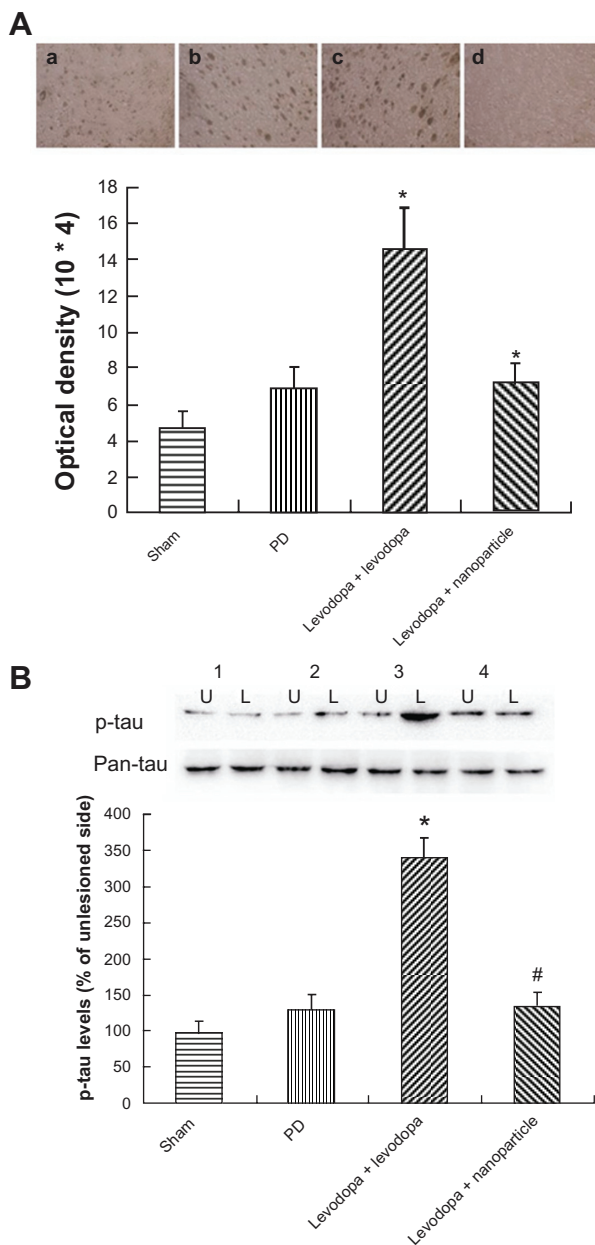 A
a b c d
Optical density (10 * 4)
18
16
14
12
10
8
6
4
2
0
*
*
Sham
PD
Levodopa + levodopa
Levodopa + nanoparticle
B
1 2 3 4
U L U L U L U L
p-tau
Pan-tau
p-tau levels (% of unlesioned side)
400
350
300
250
200
150
100
50
0
*
#
Sham
PD
Levodopa + levodopa
Levodopa + nanoparticle